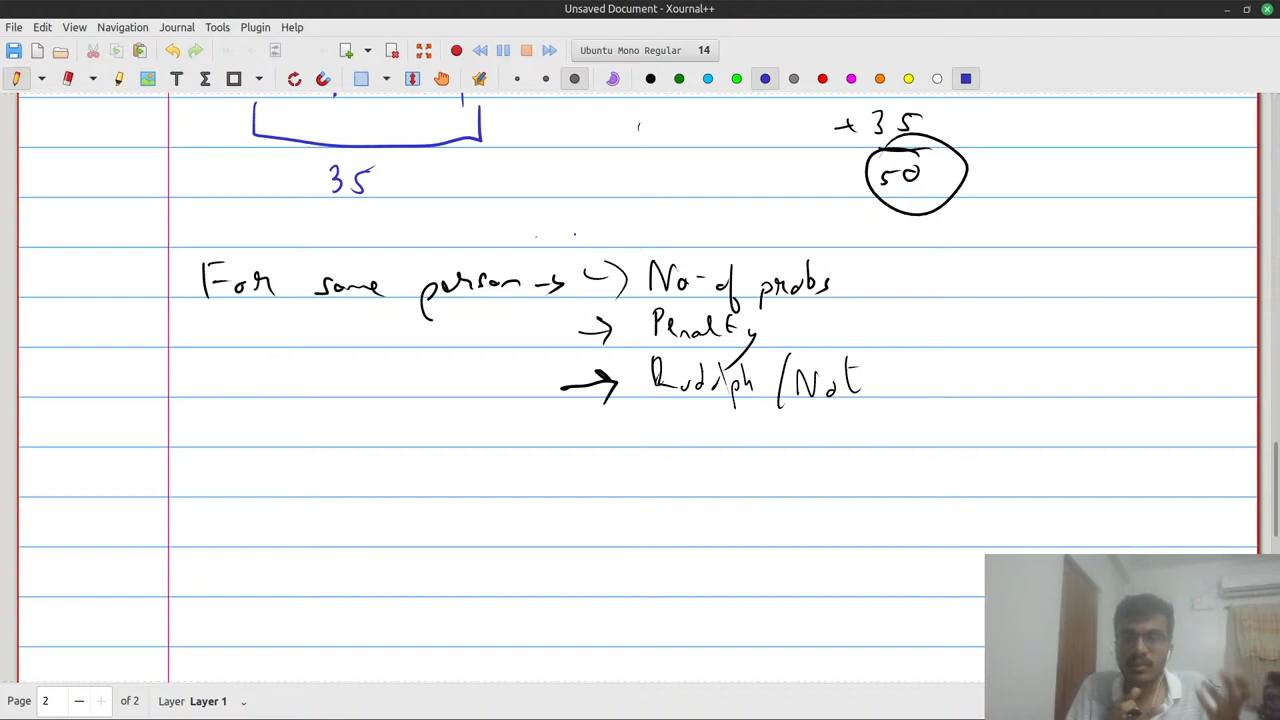 Unsaved Document - Xournal++
File Edit View Navigation Journal Tools Plugin Help
Ubuntu Mono Regular 14
+ 35
50
35
For some person → → No-of probs
→ Penalty
→ Rudolph / Not
Page 2 of 2 Layer Layer 1